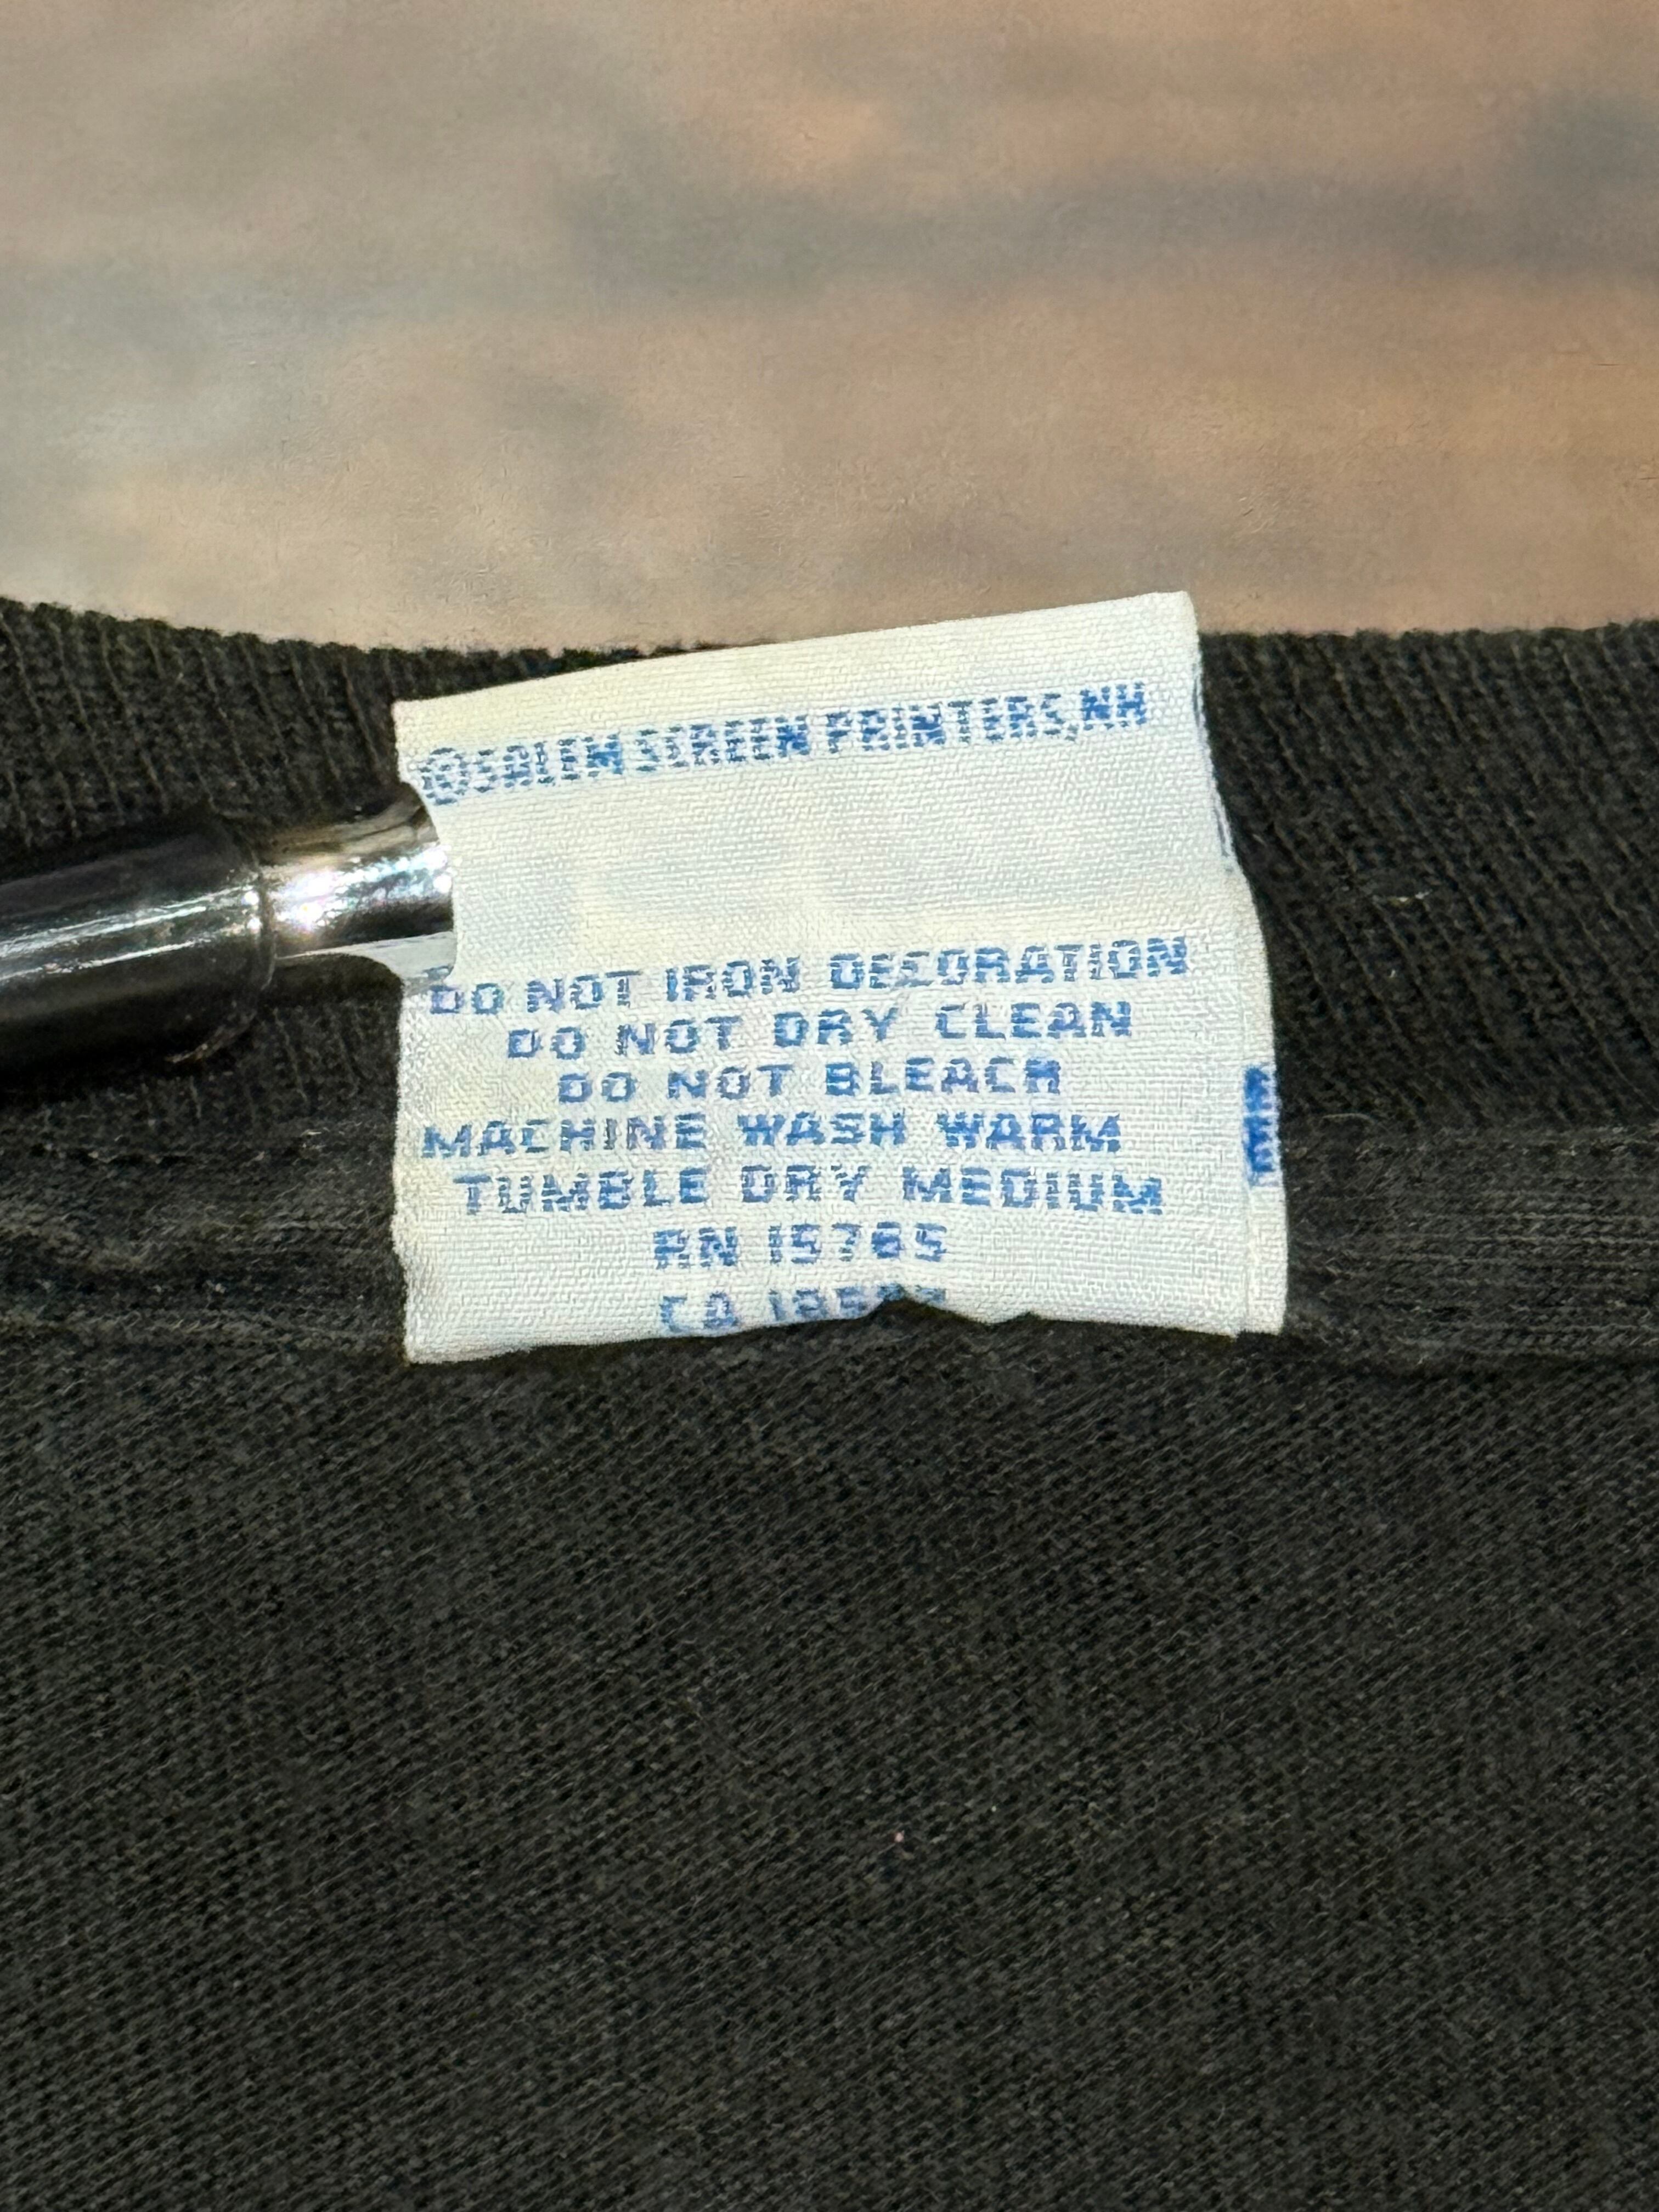 SCREEN PRINTERS, NH
DO NOT IRON DECORATION
DO NOT DRY CLEAN
DO NOT BLEACH
MACHINE WASH WARM
TUMBLE DRY MEDIUM
RN 15765
CA